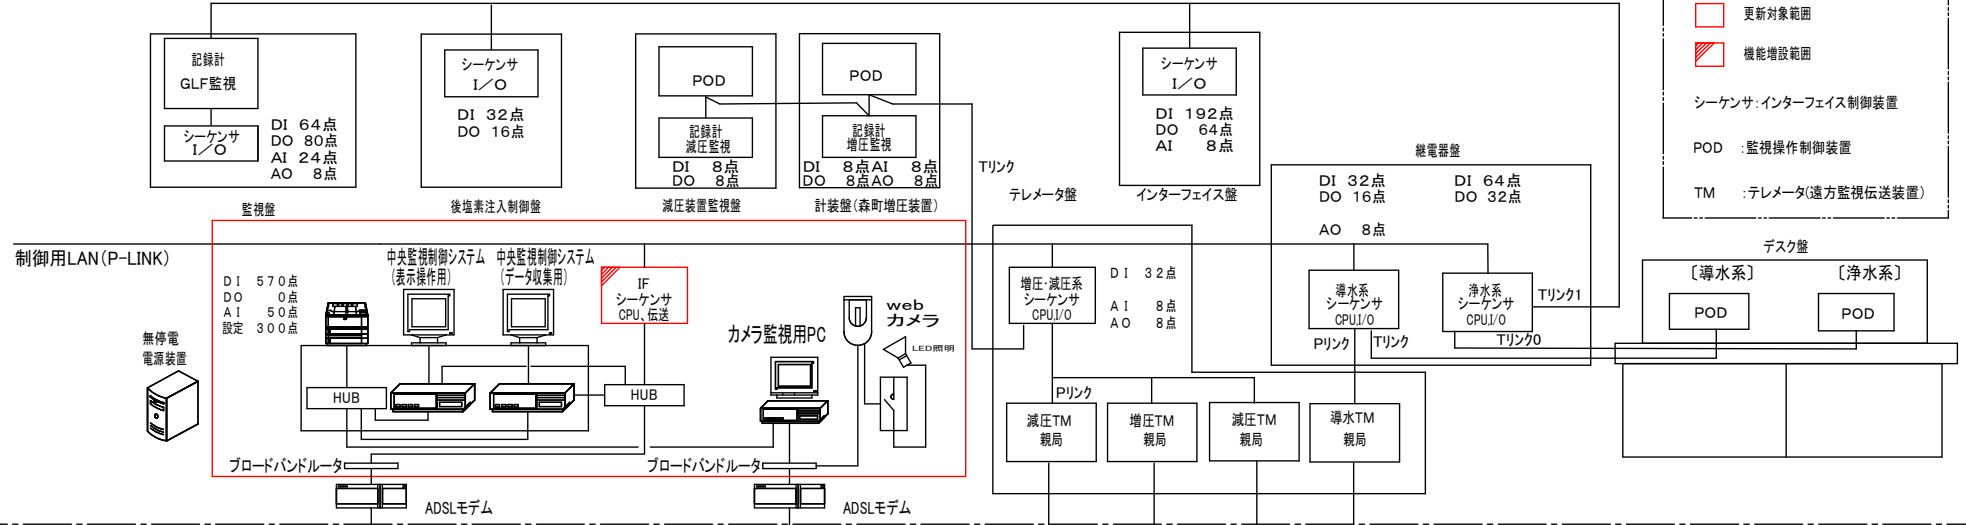 記録計
GLF監視
シーケンサ
I／O
DI 64点
DO 80点
AI 24点
AO 8点
監視盤
シーケンサ
I／O
DI 32点
DO 16点
後塩素注入制御盤
POD
記録計
減圧監視
DI 8点
DO 8点
減圧装置監視盤
POD
記録計
増圧監視
DI 8点AI 8点
DO 8点AO 8点
計装盤(森町増圧装置)
Tリンク
シーケンサ
I／O
DI 192点
DO 64点
AI 8点
インターフェイス盤
テレメータ盤
継電器盤
DI 32点
DO 16点
AO 8点
DI 64点
DO 32点
更新対象範囲
機能増設範囲
シーケンサ:インターフェイス制御装置
POD :監視操作制御装置
TM :テレメータ(遠方監視伝送装置)
制御用LAN(P-LINK)
DI 570点
DO 0点
AI 50点
設定 300点
中央監視制御システム
(表示操作用)
中央監視制御システム
(データ収集用)
IF
シーケンサ
CPU、伝送
無停電
電源装置
HUB
HUB
カメラ監視用PC
web
カメラ
LED照明
ブロードバンドルータ
ブロードバンドルータ
ADSLモデム
ADSLモデム
増圧・減圧系
シーケンサ
CPU,I/O
DI 32点
AI 8点
AO 8点
Pリンク
減圧TM
親局
増圧TM
親局
減圧TM
親局
導水TM
親局
導水系
シーケンサ
CPU,I/O
浄水系
シーケンサ
CPU,I/O
Pリンク
Tリンク
Tリンク0
Tリンク1
デスク盤
〔導水系〕
〔浄水系〕
POD
POD